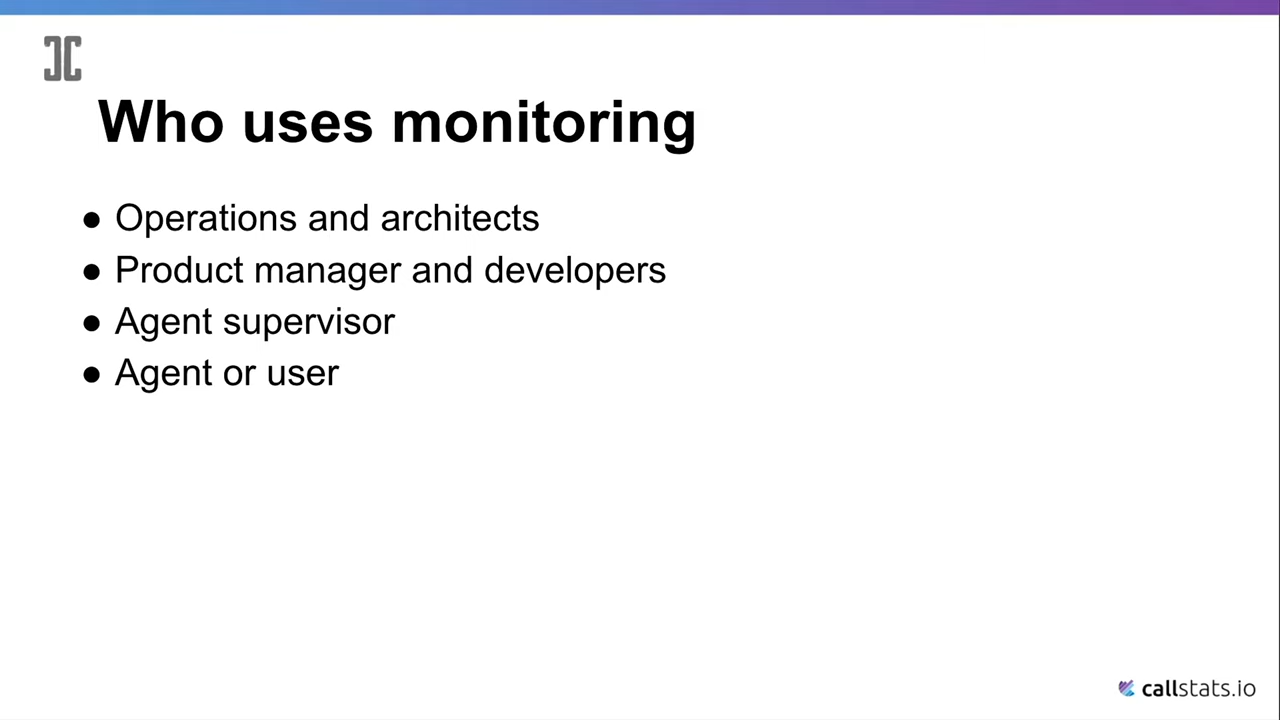 Who uses monitoring
● Operations and architects
● Product manager and developers
● Agent supervisor
● Agent or user
callstats.io